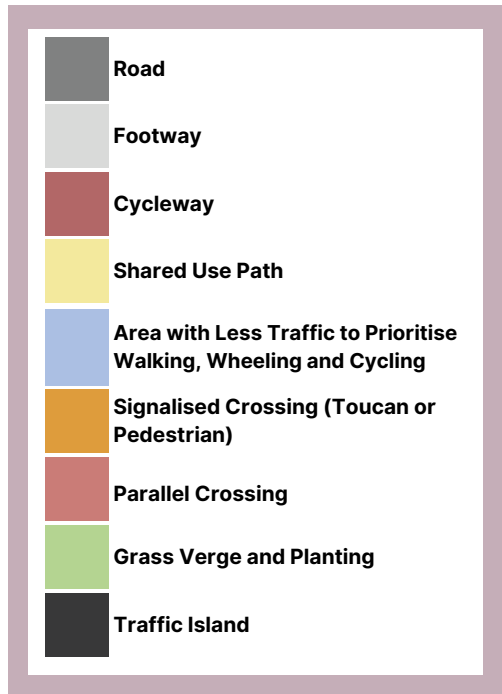 Road
Footway
Cycleway
Shared Use Path
Area with Less Traffic to Prioritise
Walking, Wheeling and Cycling
Signalised Crossing (Toucan or
Pedestrian)
Parallel Crossing
Grass Verge and Planting
Traffic Island